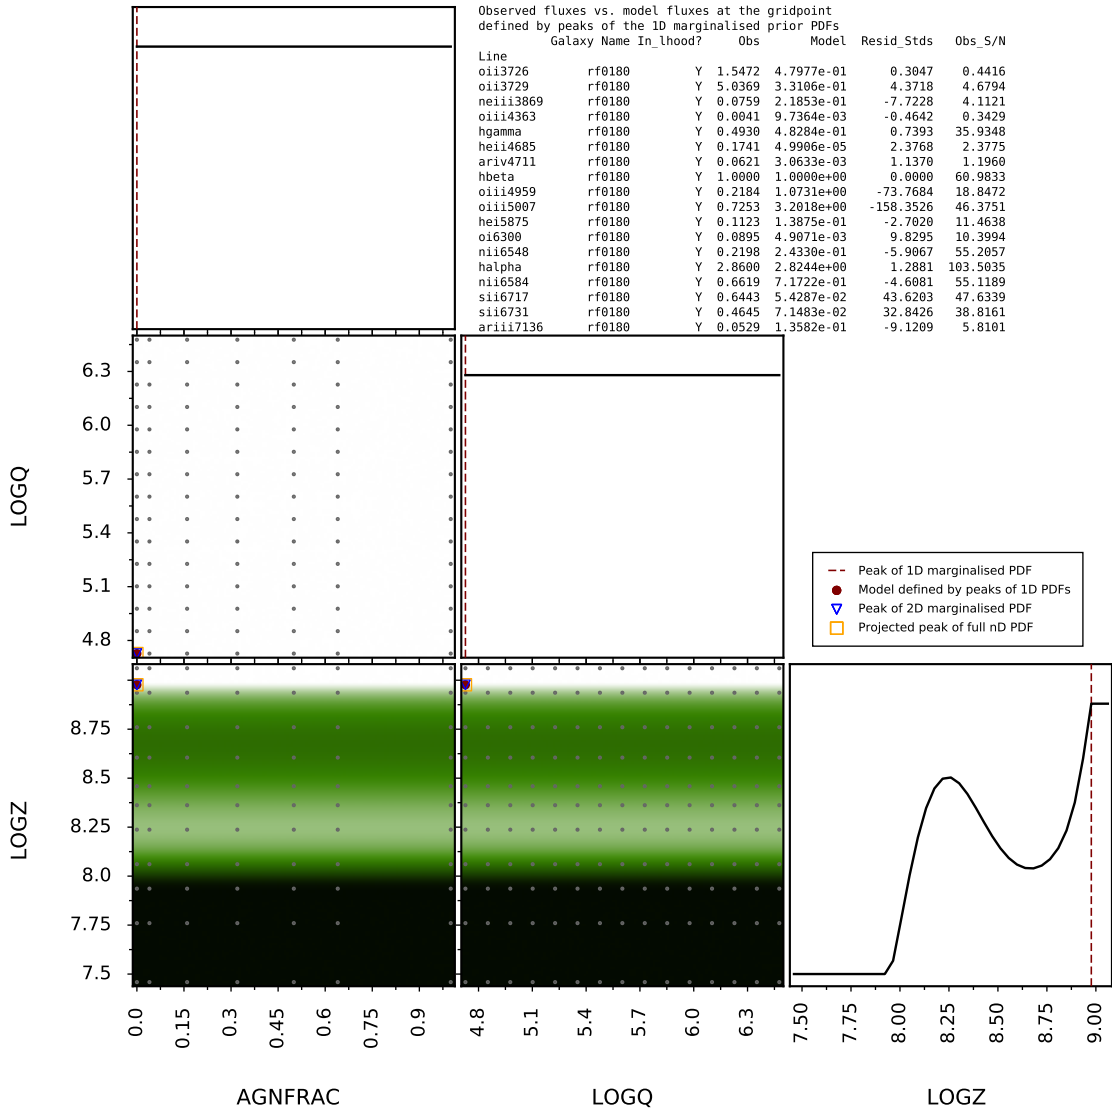 Observed fluxes vs. model fluxes at the gridpoint
defined by peaks of the 1D marginalised prior PDFs
Galaxy Name In_lhood? Obs Model Resid_Stds Obs_S/N
Line
oii3726 rf0180 Y 1.5472 4.7977e-01 0.3047 0.4416
oii3729 rf0180 Y 5.0369 3.3106e-01 4.3718 4.6794
neiii3869 rf0180 Y 0.0759 2.1853e-01 -7.7228 4.1121
oiii4363 rf0180 Y 0.0041 9.7364e-03 -0.4642 0.3429
hgamma rf0180 Y 0.4930 4.8284e-01 0.7393 35.9348
heii4685 rf0180 Y 0.1741 4.9906e-05 2.3768 2.3775
ariv4711 rf0180 Y 0.0621 3.0633e-03 1.1370 1.1960
hbeta rf0180 Y 1.0000 1.0000e+00 0.0000 60.9833
oiii4959 rf0180 Y 0.2184 1.0731e+00 -73.7684 18.8472
oiii5007 rf0180 Y 0.7253 3.2018e+00 -158.3526 46.3751
hei5875 rf0180 Y 0.1123 1.3875e-01 -2.7020 11.4638
oi6300 rf0180 Y 0.0895 4.9071e-03 9.8295 10.3994
nii6548 rf0180 Y 0.2198 2.4330e-01 -5.9067 55.2057
halpha rf0180 Y 2.8600 2.8244e+00 1.2881 103.5035
nii6584 rf0180 Y 0.6619 7.1722e-01 -4.6081 55.1189
sii6717 rf0180 Y 0.6443 5.4287e-02 43.6203 47.6339
sii6731 rf0180 Y 0.4645 7.1483e-02 32.8426 38.8161
ariii7136 rf0180 Y 0.0529 1.3582e-01 -9.1209 5.8101
6.3
6.0
5.7
5.4
5.1
4.8
LOGQ
Peak of 1D marginalised PDF
Model defined by peaks of 1D PDFs
Peak of 2D marginalised PDF
Projected peak of full nD PDF
8.75
8.5
8.25
8.0
7.75
7.5
LOGZ
0.0 0.15 0.3 0.45 0.6 0.75 0.9
4.8 5.1 5.4 5.7 6.0 6.3
7.50 7.75 8.00 8.25 8.50 8.75 9.00
AGNFRAC LOGQ LOGZ